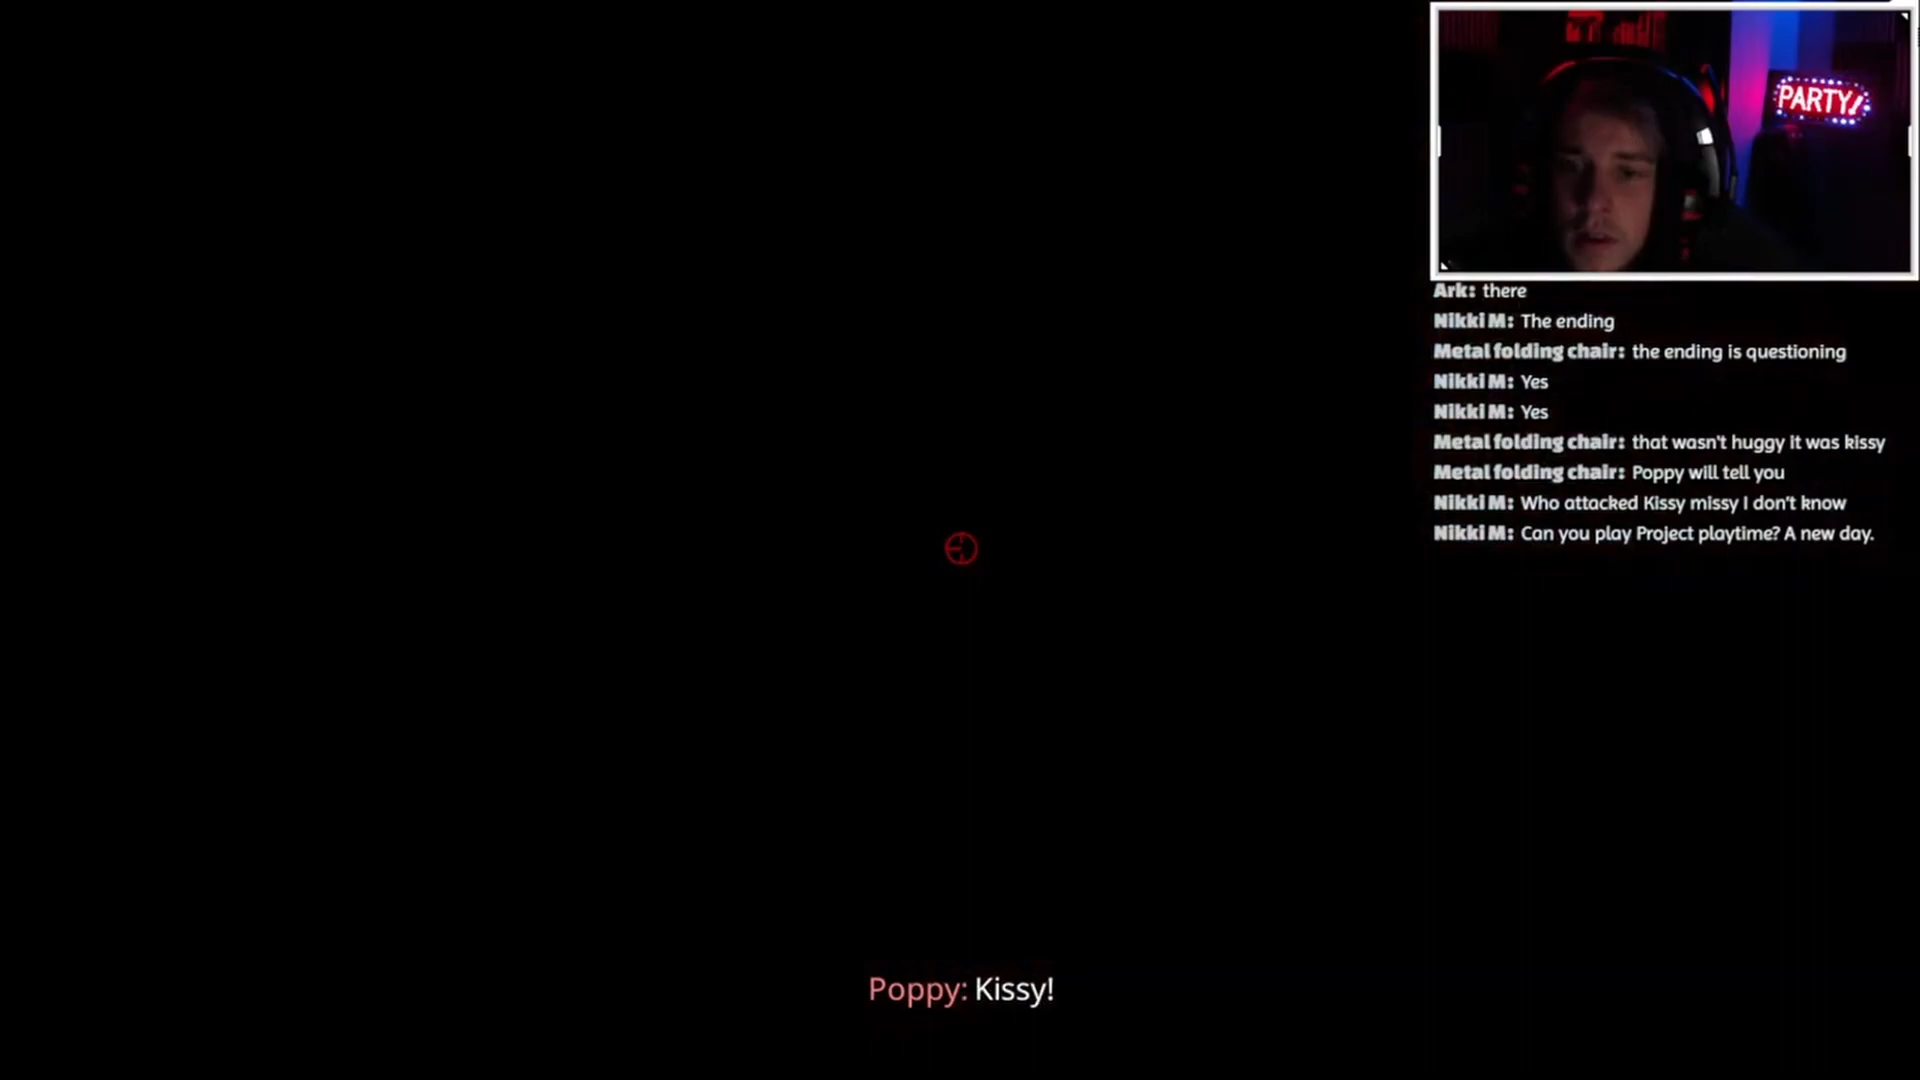 PARTY!
Ark: there
Nikki M: The ending
Metal folding chair: the ending is questioning
Nikki M: Yes
Nikki M: Yes
Metal folding chair: that wasn't huggy it was kissy
Metal folding chair: Poppy will tell you
Nikki M: Who attacked Kissy missy I don't know
Nikki M: Can you play Project playtime? A new day.
Poppy: Kissy!